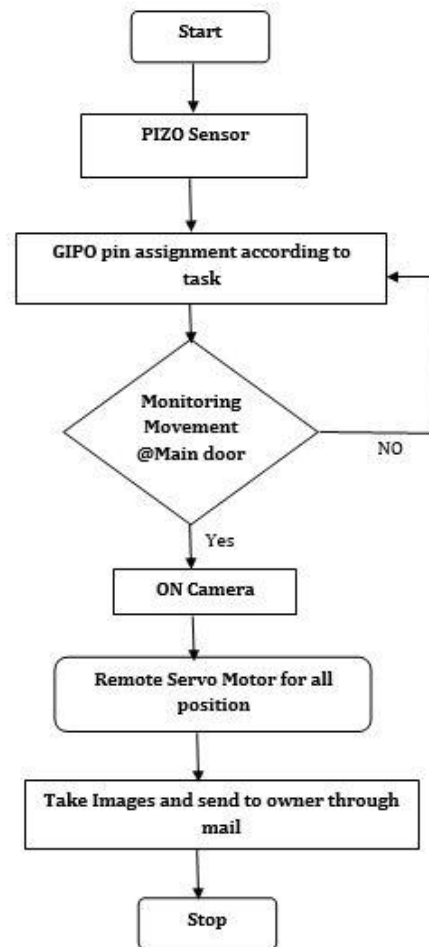 Start
PIZO Sensor
GIPO pin assignment according to
task
Monitoring
Movement
@Main door
NO
Yes
ON Camera
Remote Servo Motor for all
position
Take Images and send to owner through
mail
Stop